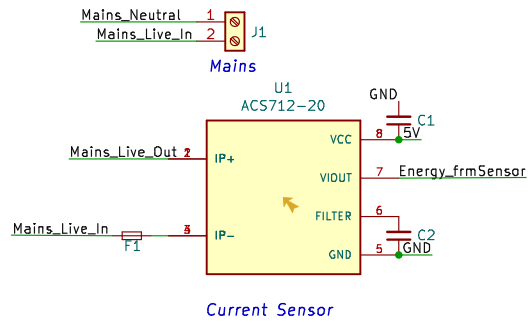 Mains_Neutral 1
Mains_Live_In 2
J1
Mains
U1
ACS712-20
GND
C1
VCC 8 5V
Mains_Live_Out IP+
VIOUT 7 Energy_frmSensor
FILTER 6
Mains_Live_In IP-
F1
C2
GND 5 GND
Current Sensor